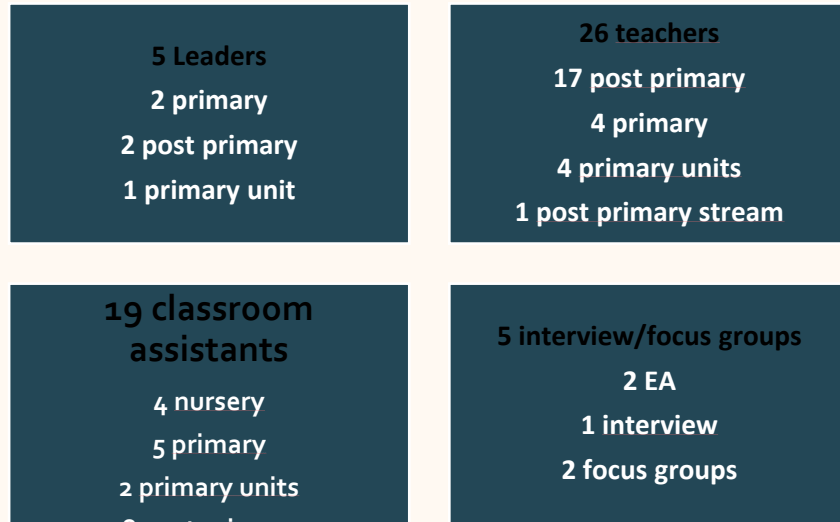 5 Leaders
2 primary
2 post primary
1 primary unit
26 teachers
17 post primary
4 primary
4 primary units
1 post primary stream
19 classroom
assistants
4 nursery
5 primary
2 primary units
5 interview/focus groups
2 EA
1 interview
2 focus groups